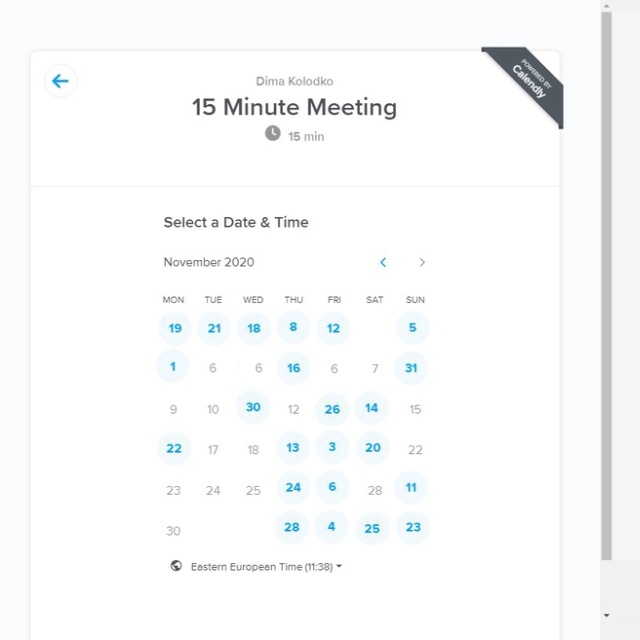 POWERED BY
Calendly
Dima Kolodko
15 Minute Meeting
15 min
Select a Date & Time
November 2020
MON TUE WED THU FRI SAT SUN
19 21 18 8 12 5
1 6 6 16 6 7 31
9 10 30 12 26 14 15
22 17 18 13 3 20 22
23 24 25 24 6 28 11
30 28 4 25 23
Eastern European Time (11:38)